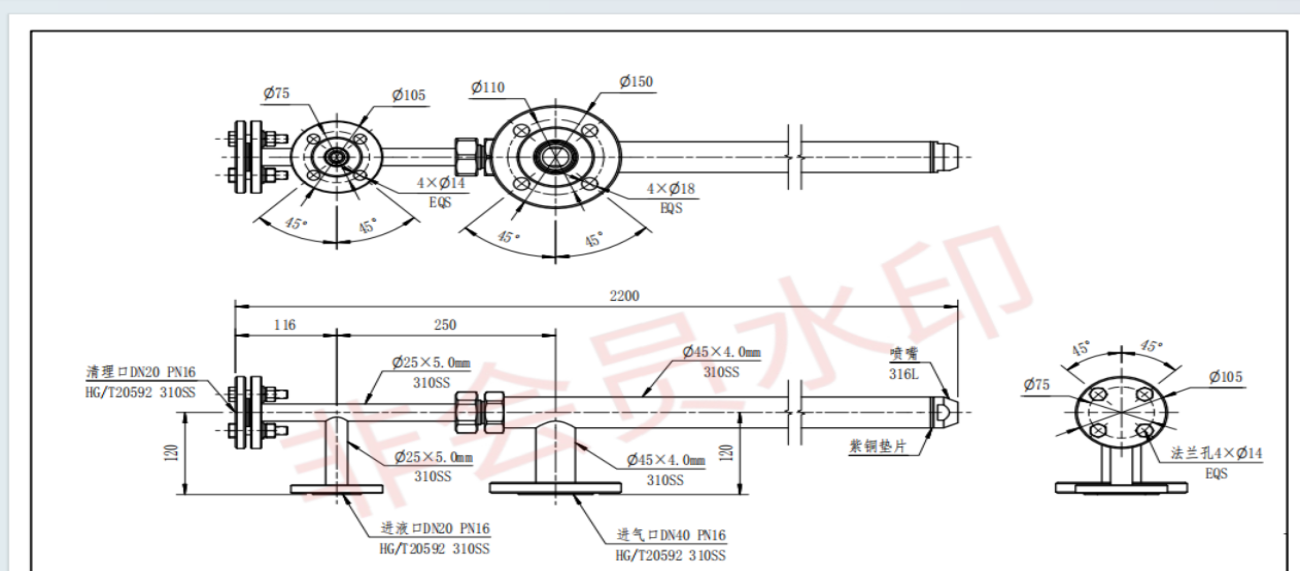 Ø75
Ø105
Ø110
Ø150
4×Ø14
EQS
4×Ø18
EQS
45°
45°
45°
45°
2200
116
250
清理口DN20 PN16
HG/T20592 310SS
Ø25×5.0mm
310SS
Ø45×4.0mm
310SS
喷嘴
316L
45°
45°
Ø75
Ø105
120
Ø25×5.0mm
310SS
Ø45×4.0mm
310SS
120
紫铜垫片
法兰孔4×Ø14
EQS
进液口DN20 PN16
HG/T20592 310SS
进气口DN40 PN16
HG/T20592 310SS
非会员水印